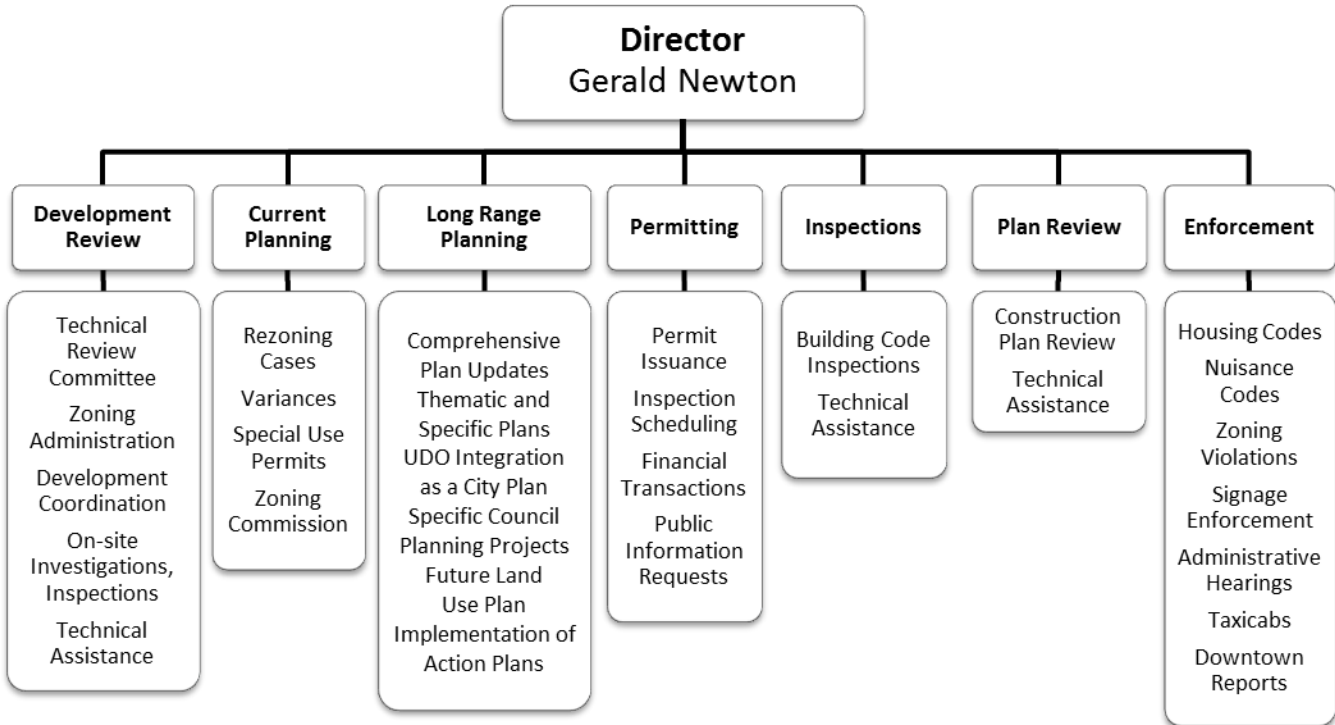 Director
Gerald Newton
Development
Review
Current
Planning
Long Range
Planning
Permitting
Inspections
Plan Review
Enforcement
Technical
Review
Committee
Zoning
Administration
Development
Coordination
On-site
Investigations,
Inspections
Technical
Assistance
Rezoning
Cases
Variances
Special Use
Permits
Zoning
Commission
Comprehensive
Plan Updates
Thematic and
Specific Plans
UDO Integration
as a City Plan
Specific Council
Planning Projects
Future Land
Use Plan
Implementation of
Action Plans
Permit
Issuance
Inspection
Scheduling
Financial
Transactions
Public
Information
Requests
Building Code
Inspections
Technical
Assistance
Construction
Plan Review
Technical
Assistance
Housing Codes
Nuisance
Codes
Zoning
Violations
Signage
Enforcement
Administrative
Hearings
Taxicabs
Downtown
Reports